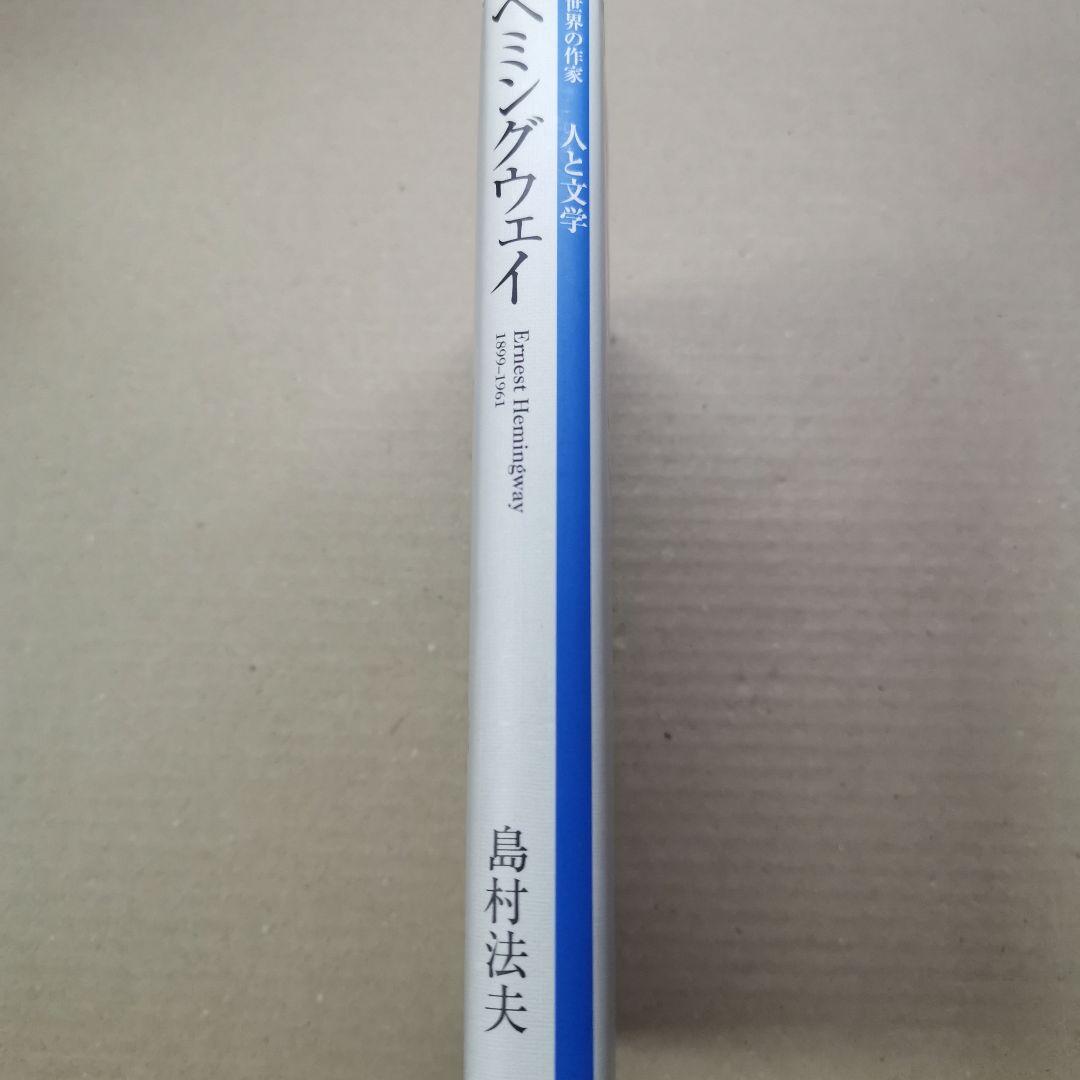 世界の作家 人と文学
ヘミングウェイ
Ernest Hemingway
1899–1961
島村法夫